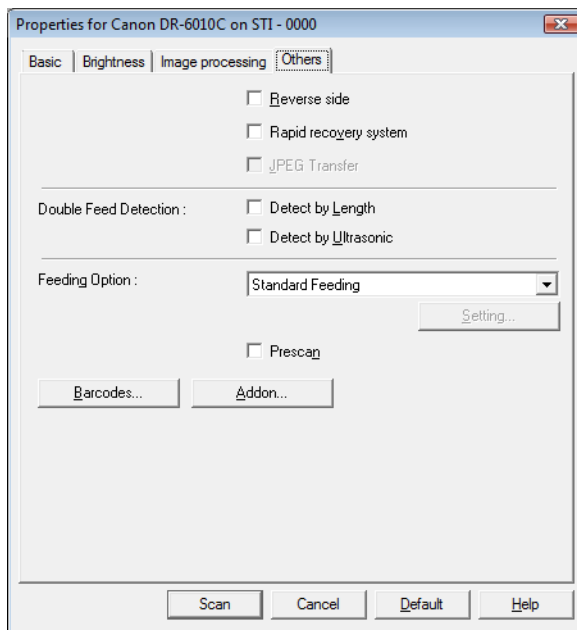 Properties for Canon DR-6010C on STI - 0000
Basic Brightness Image processing Others
Reverse side
Rapid recovery system
JPEG Transfer
Double Feed Detection : Detect by Length
Detect by Ultrasonic
Feeding Option : Standard Feeding
Setting...
Prescan
Barcodes... Addon...
Scan Cancel Default Help